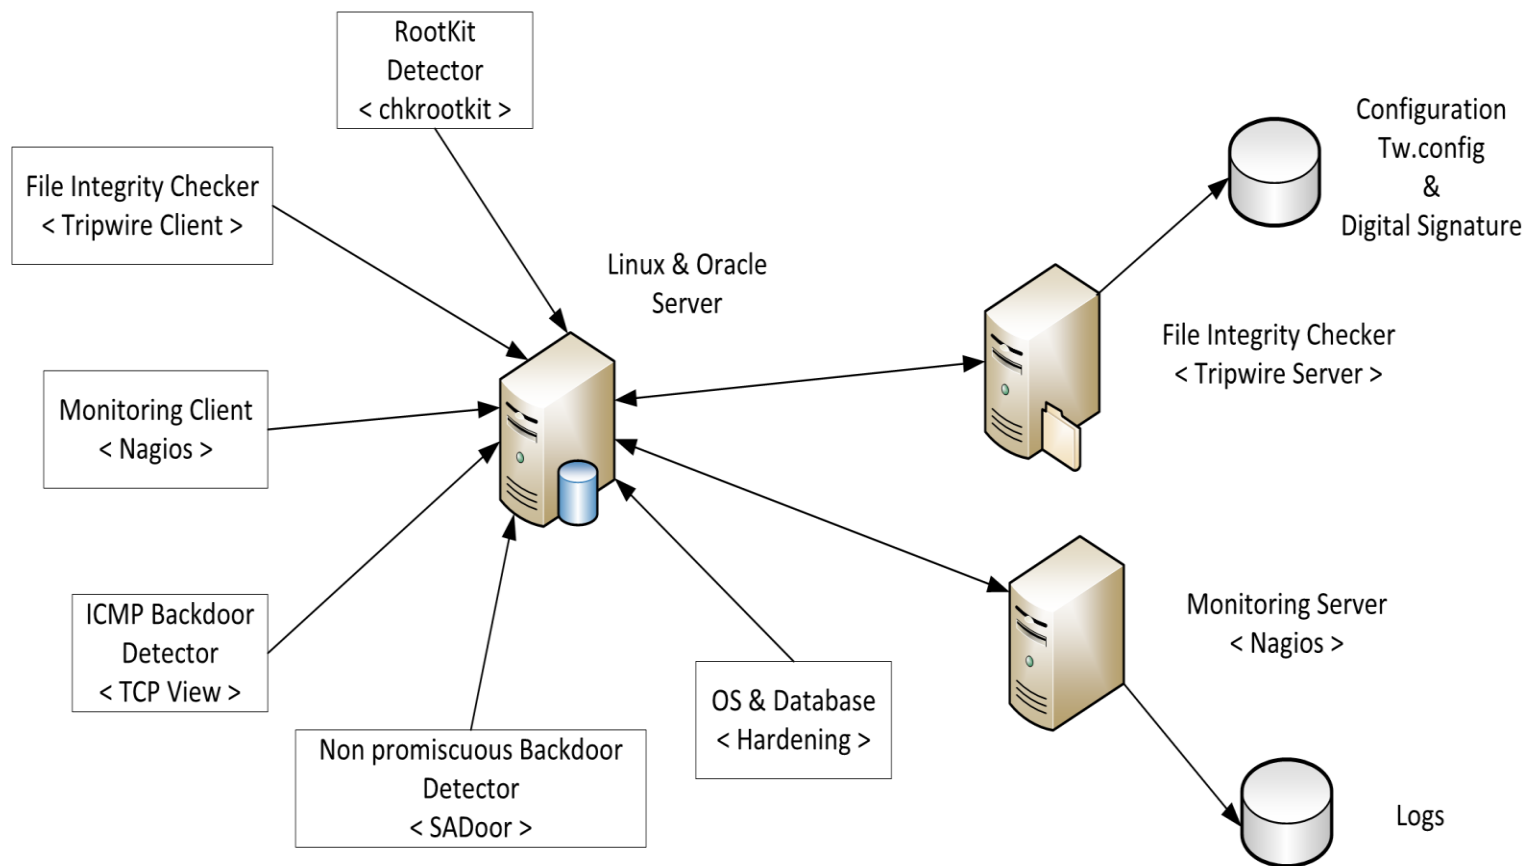 RootKit
Detector
< chkrootkit >
File Integrity Checker
< Tripwire Client >
Monitoring Client
< Nagios >
ICMP Backdoor
Detector
< TCP View >
Non promiscuous Backdoor
Detector
< SADoor >
OS & Database
< Hardening >
Linux & Oracle
Server
Configuration
Tw.config
&
Digital Signature
File Integrity Checker
< Tripwire Server >
Monitoring Server
< Nagios >
Logs